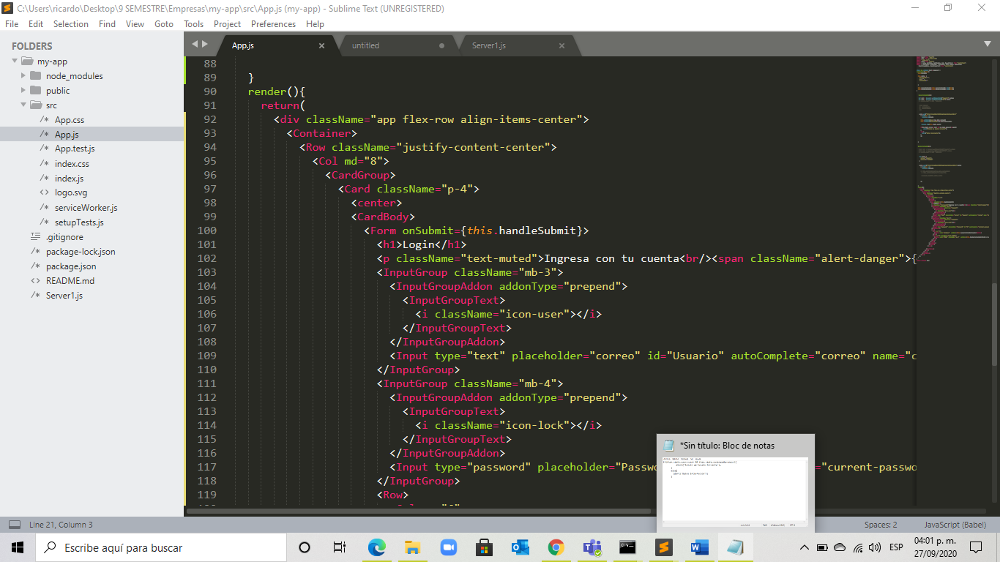 C:\Users\ricardo\Desktop\9 SEMESTRE\Empresas\my-app\src\App.js (my-app) - Sublime Text (UNREGISTERED)
File Edit Selection Find View Goto Tools Project Preferences Help
FOLDERS
my-app
node_modules
public
src
/* App.css
/* App.js
/* App.test.js
/* index.css
/* index.js
<> logo.svg
/* serviceWorker.js
/* setupTests.js
.gitignore
/* package-lock.json
/* package.json
<> README.md
/* Server1.js
App.js untitled Server1.js
88
89 }
90 render(){
91 return(
92 <div className="app flex-row align-items-center">
93 <Container>
94 <Row className="justify-content-center">
95 <Col md="8">
96 <CardGroup>
97 <Card className="p-4">
98 <center>
99 <CardBody>
100 <Form onSubmit={this.handleSubmit}>
101 <h1>Login</h1>
102 <p className="text-muted">Ingresa con tu cuenta<br/><span className="alert-danger">{
103 <InputGroup className="mb-3">
104 <InputGroupAddon addonType="prepend">
105 <InputGroupText>
106 <i className="icon-user"></i>
107 </InputGroupText>
108 </InputGroupAddon>
109 <Input type="text" placeholder="correo" id="Usuario" autoComplete="correo" name="c
110 </InputGroup>
111 <InputGroup className="mb-4">
112 <InputGroupAddon addonType="prepend">
113 <InputGroupText>
114 <i className="icon-lock"></i>
115 </InputGroupText>
116 </InputGroupAddon>
117 <Input type="password" placeholder="Passw ="current-passwo
118 </InputGroup>
119 <Row>
*Sin título: Bloc de notas
Line 21, Column 3
Spaces: 2 JavaScript (Babel)
Escribe aquí para buscar
ESP
04:01 p. m.
27/09/2020